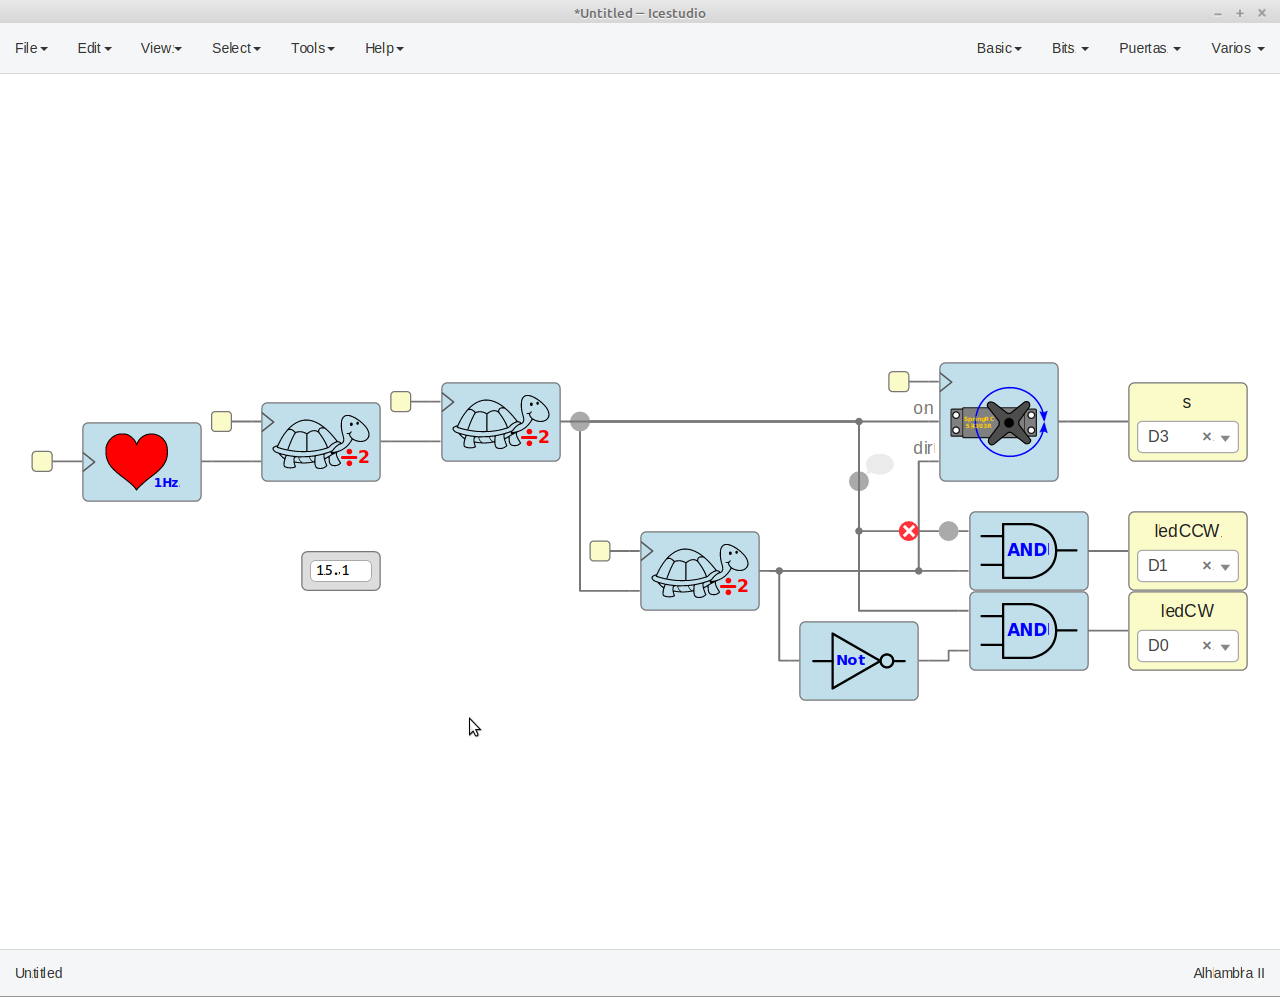 *Untitled – Icestudio
File Edit View Select Tools Help Basic Bits Puertas Varios
1Hz
÷2
÷2
15..1
÷2
Not
on
dir
s
D3
AND
ledCCW
D1
AND
ledCW
D0
Untitled
Alhambra II